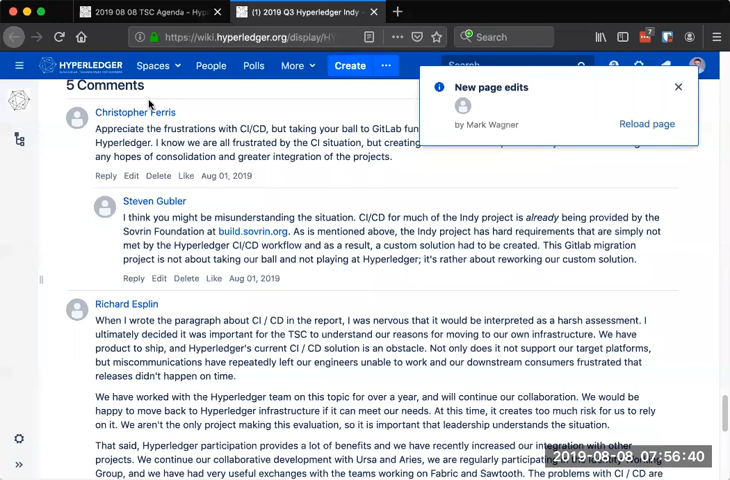 2019 08 08 TSC Agenda - Hy
(1) 2019 Q3 Hyperledger Indy -
https://wiki.hyperledger.org/display/HY
Search
7
HYPERLEDGER
Spaces
People
Polls
More
Create
Search
5 Comments
New page edits
by Mark Wagner
Reload page
Christopher Ferris
Appreciate the frustrations with CI/CD, but taking your ball to GitLab fun
Hyperledger. I know we are all frustrated by the CI situation, but creating
any hopes of consolidation and greater integration of the projects.
Reply Edit Delete Like Aug 01, 2019
Steven Gubler
I think you might be misunderstanding the situation. CI/CD for much of the Indy project is already being provided by the
Sovrin Foundation at build.sovrin.org. As is mentioned above, the Indy project has hard requirements that are simply not
met by the Hyperledger CI/CD workflow and as a result, a custom solution had to be created. This Gitlab migration
project is not about taking our ball and not playing at Hyperledger; it's rather about reworking our custom solution.
Reply Edit Delete Like Aug 01, 2019
Richard Esplin
When I wrote the paragraph about CI / CD in the report, I was nervous that it would be interpreted as a harsh assessment. I
ultimately decided it was important for the TSC to understand our reasons for moving to our own infrastructure. We have
product to ship, and Hyperledger's current CI / CD solution is an obstacle. Not only does it not support our target platforms,
but miscommunications have repeatedly left our engineers unable to work and our downstream consumers frustrated that
releases didn't happen on time.
We have worked with the Hyperledger team on this topic for over a year, and will continue our collaboration. We would be
happy to move back to Hyperledger infrastructure if it can meet our needs. At this time, it creates too much risk for us to rely
on it. We aren't the only project making this evaluation, so it is important that leadership understands the situation.
That said, Hyperledger participation provides a lot of benefits and we have recently increased our integration with other
projects. We continue our collaborative development with Ursa and Aries, we are regularly participating
Group, and we have had very useful exchanges with the teams working on Fabric and Sawtooth. The problems with CI / CD are
2019-08-08 07:56:40